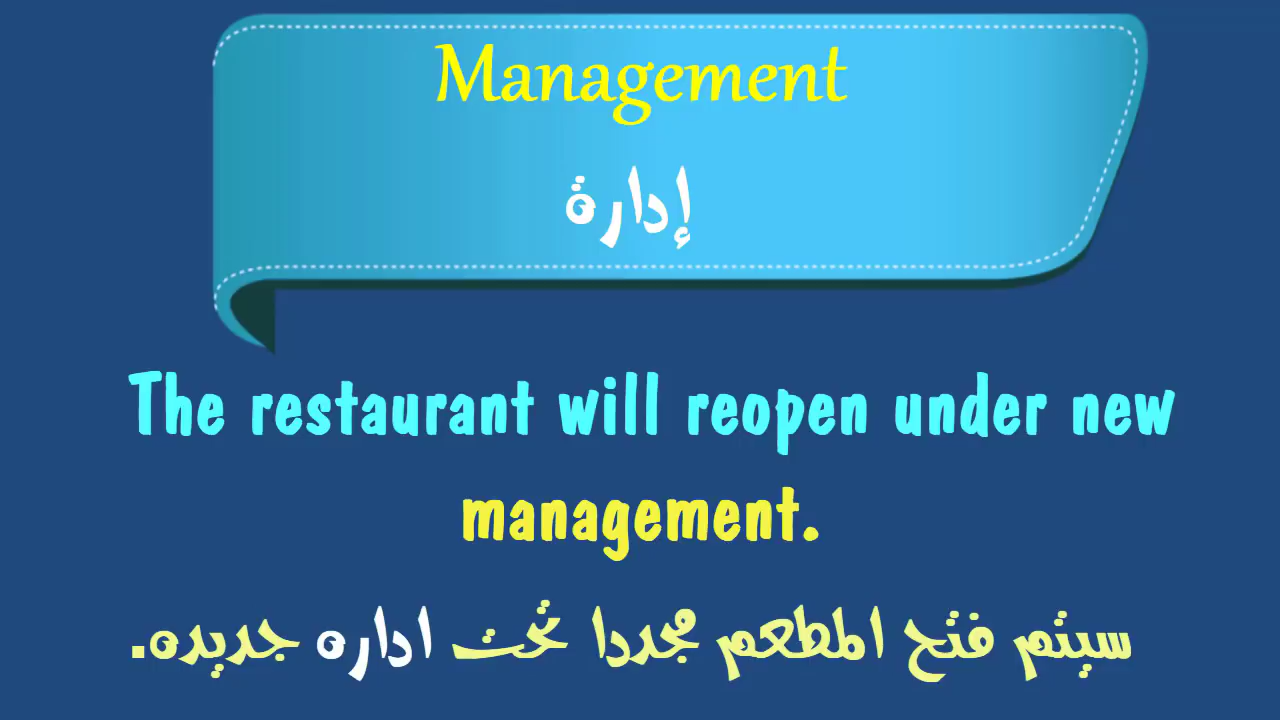 Management
إدارة
The restaurant will reopen under new
management.
سيتم فتح المطعم مجددا تحت اداره جديده.